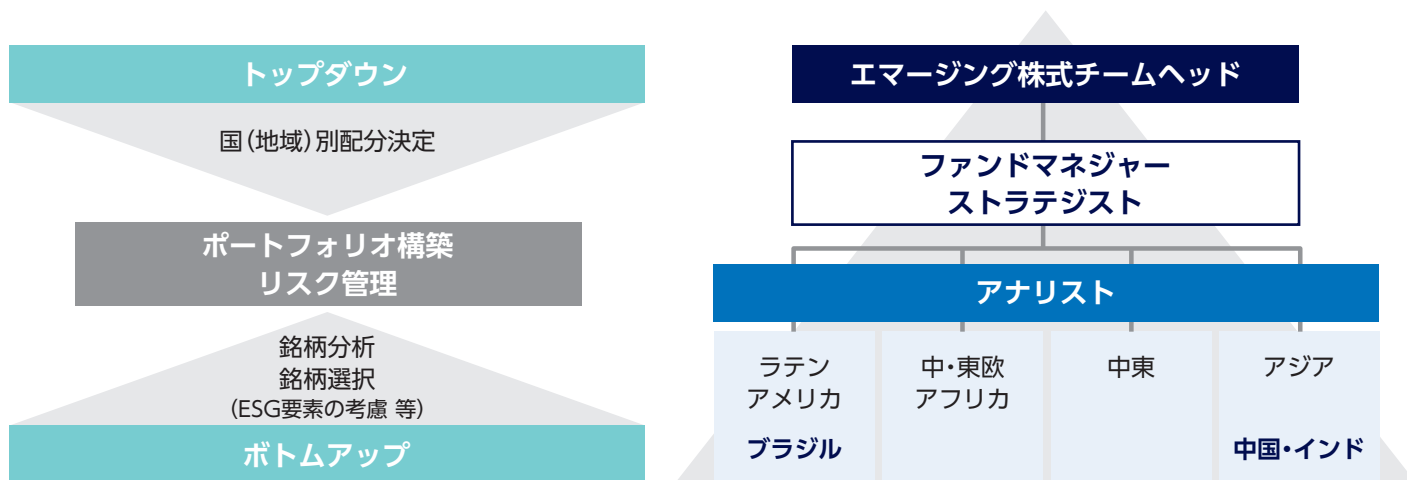 トップダウン
国(地域)別配分決定
ポートフォリオ構築
リスク管理
銘柄分析
銘柄選択
(ESG要素の考慮 等)
ボトムアップ
エマージング株式チームヘッド
ファンドマネジャー
ストラテジスト
アナリスト
ラテン
アメリカ
ブラジル
中・東欧
アフリカ
中東
アジア
中国・インド